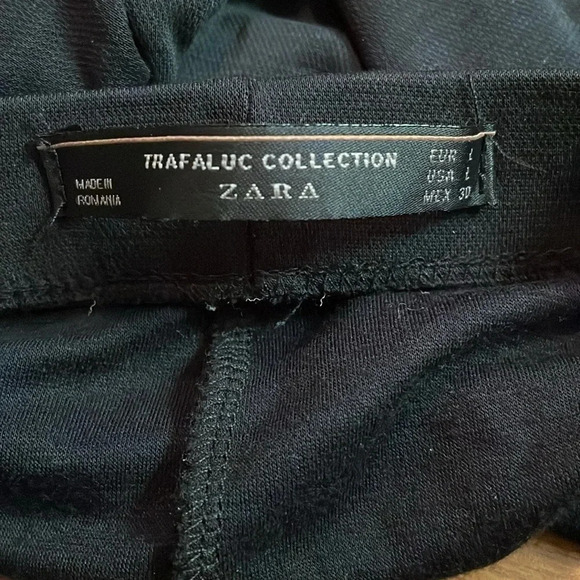 TRAFALUC COLLECTION
ZARA
MADE IN
ROMANIA
EUR L
USA L
MEX 30